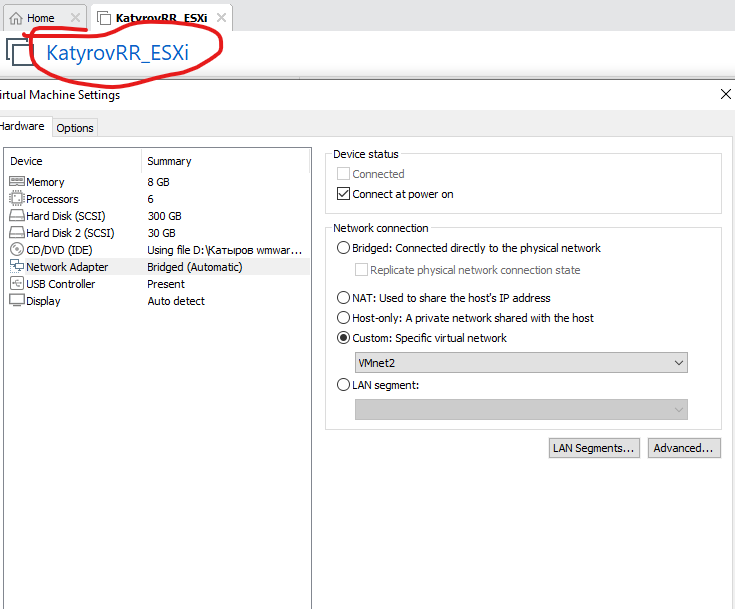 Home
KatyrovRR_ESXi
KatyrovRR_ESXi
irtual Machine Settings
Hardware Options
Device Summary
Memory 8 GB
Processors 6
Hard Disk (SCSI) 300 GB
Hard Disk 2 (SCSI) 30 GB
CD/DVD (IDE) Using file D:\Катыров wmwar...
Network Adapter Bridged (Automatic)
USB Controller Present
Display Auto detect
Device status
Connected
Connect at power on
Network connection
Bridged: Connected directly to the physical network
Replicate physical network connection state
NAT: Used to share the host's IP address
Host-only: A private network shared with the host
Custom: Specific virtual network
VMnet2
LAN segment:
LAN Segments... Advanced...